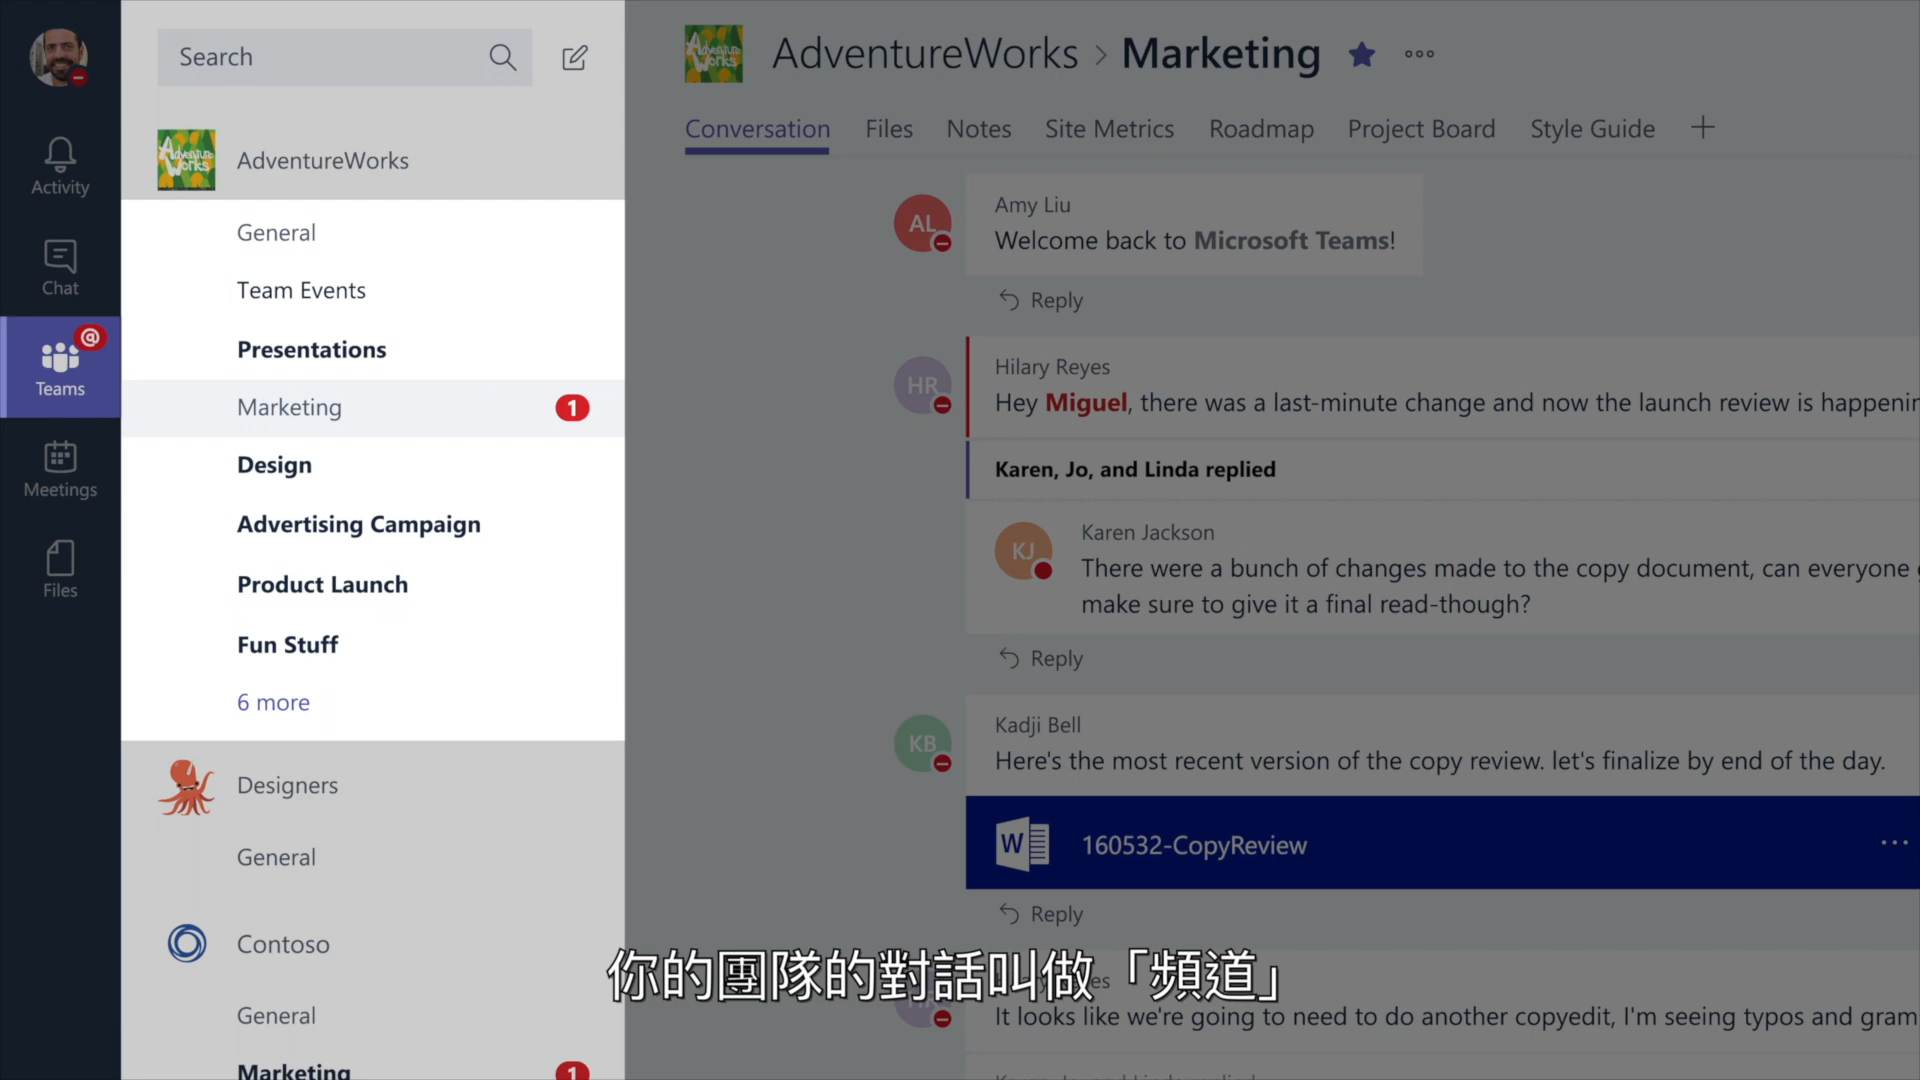 Search
AdventureWorks
General
Team Events
Presentations
Marketing
1
Design
Advertising Campaign
Product Launch
Fun Stuff
6 more
Designers
General
Contoso
General
Marketing
1
Activity
Chat
@
Teams
Meetings
Files
Adventure
Works
AdventureWorks > Marketing
Conversation Files Notes Site Metrics Roadmap Project Board Style Guide
AL
Amy Liu
Welcome back to Microsoft Teams!
Reply
HR
Hilary Reyes
Hey Miguel, there was a last-minute change and now the launch review is
Karen, Jo, and Linda replied
KJ
Karen Jackson
There were a bunch of changes made to the copy document, can everyone
make sure to give it a final read-though?
Reply
KB
Kadji Bell
Here's the most recent version of the copy review. let's finalize by end of the day.
W
160532-CopyReview
Reply
It looks like we're going to need to do another copyedit, I'm seeing typos and
你的團隊的對話叫做「頻道」